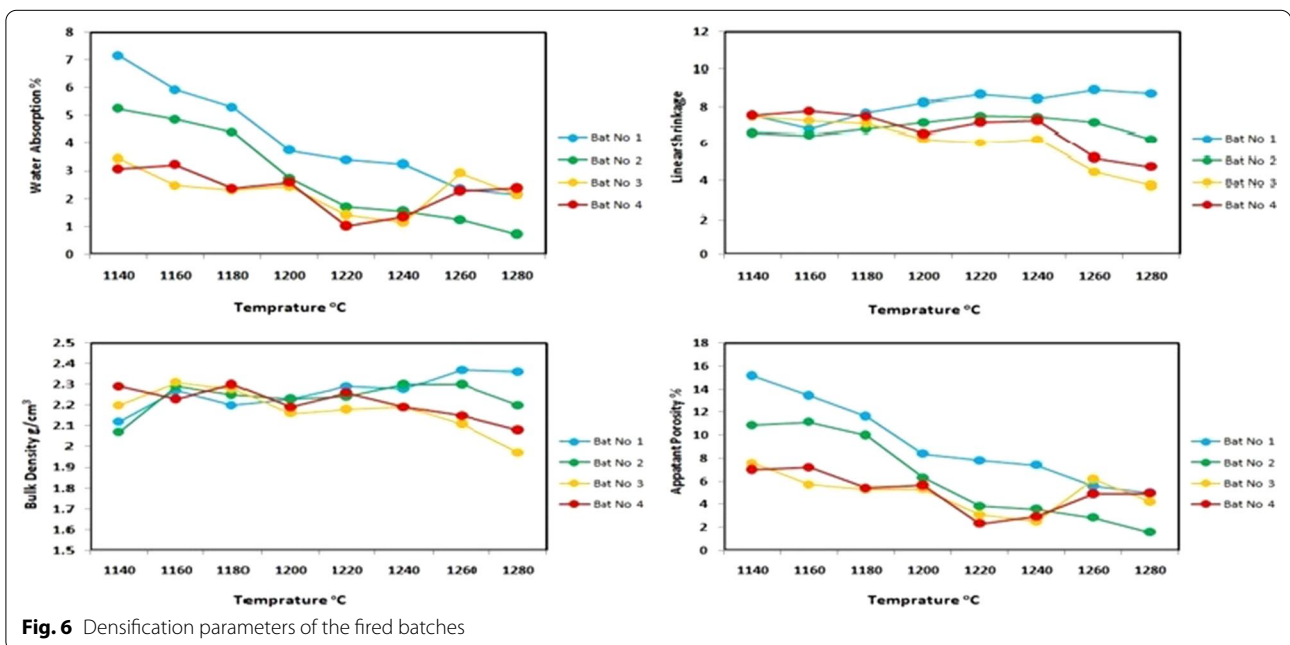 8
7
6
5
4
3
2
1
0
Water Absorption%
1140 1160 1180 1200 1220 1240 1260 1280
Temprature °C
Bat No 1
Bat No 2
Bat No 3
Bat No 4
12
10
8
6
4
2
0
Linear Shrinkage
1140 1160 1180 1200 1220 1240 1260 1280
Temprature °C
Bat No 1
Bat No 2
Bat No 3
Bat No 4
2.5
2.4
2.3
2.2
2.1
2
1.9
1.8
1.7
1.6
1.5
Bulk Density g/cm³
1140 1160 1180 1200 1220 1240 1260 1280
Temprature °C
Bat No 1
Bat No 2
Bat No 3
Bat No 4
18
16
14
12
10
8
6
4
2
0
Appatant Porosity %
1140 1160 1180 1200 1220 1240 1260 1280
Temprature °C
Bat No 1
Bat No 2
Bat No 3
Bat No 4
Fig. 6 Densification parameters of the fired batches